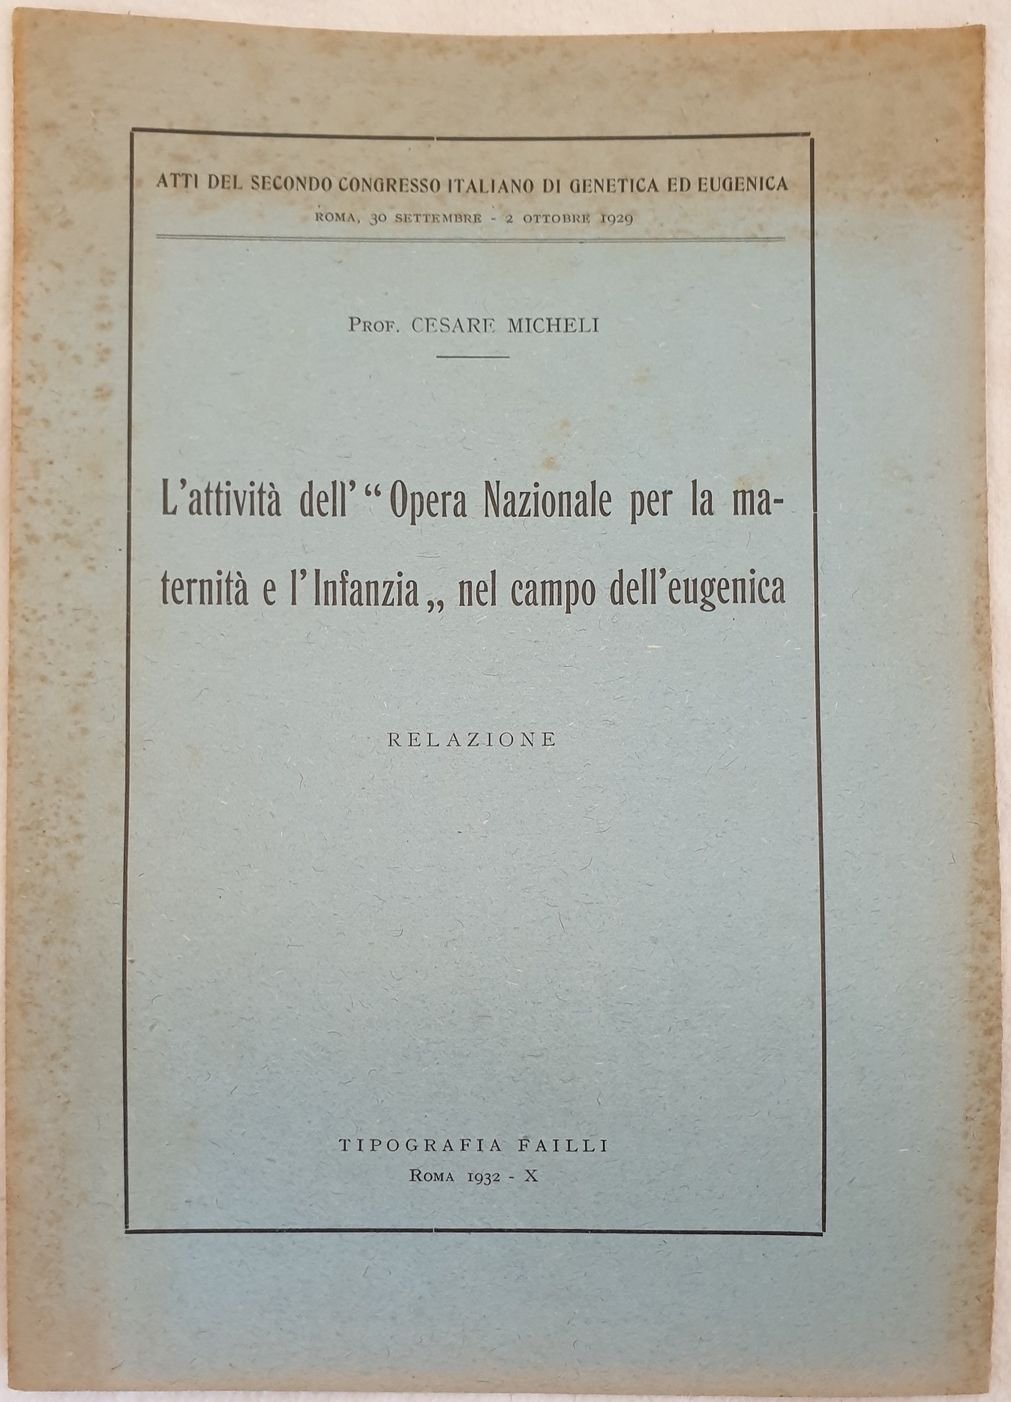 ATTI DEL SECONDO CONGRESSO ITALIANO DI GENETICA ED EUGENICA
ROMA, 30 SETTEMBRE - 2 OTTOBRE 1929
PROF. CESARE MICHELI
L'attività dell' “ Opera Nazionale per la ma-
ternità e l'Infanzia „ nel campo dell'eugenica
RELAZIONE
TIPOGRAFIA FAILLI
ROMA 1932 - X